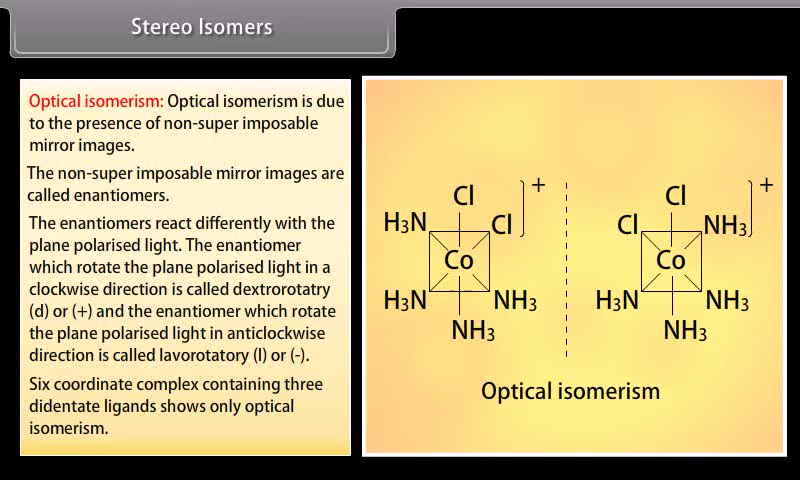 Stereo Isomers
Optical isomerism: Optical isomerism is due
to the presence of non-super imposable
mirror images.
The non-super imposable mirror images are
called enantiomers.
The enantiomers react differently with the
plane polarised light. The enantiomer
which rotate the plane polarised light in a
clockwise direction is called dextrorotatry
(d) or (+) and the enantiomer which rotate
the plane polarised light in anticlockwise
direction is called lavorotatory (l) or (-).
Six coordinate complex containing three
didentate ligands shows only optical
isomerism.
Cl +
H₃N Cl
Co
H₃N NH₃
NH₃
Cl +
Cl NH₃
Co
H₃N NH₃
NH₃
Optical isomerism